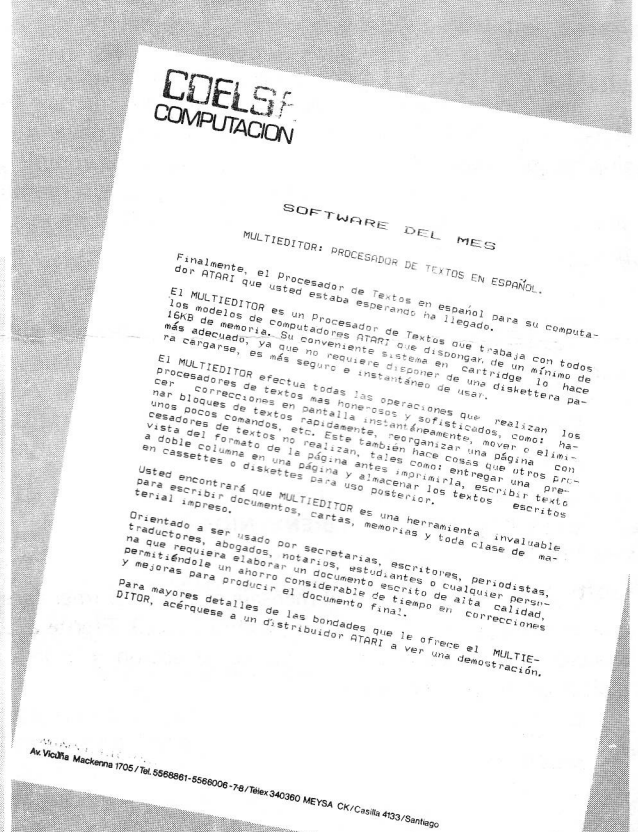 COELSA
COMPUTACION
SOFTWARE DEL MES
MULTIEDITOR: PROCESADOR DE TEXTOS EN ESPAÑOL.
Finalmente, el Procesador de Textos en español para su computa-
dor ATARI que usted estaba esperando ha llegado.
El MULTIEDITOR es un Procesador de Textos que trabaja con todos
los modelos de computadores ATARI que dispongan de un mínimo de
16KB de memoria. Su conveniente sistema en cartridge lo hace
más adecuado, ya que no requiere disponer de una diskettera pa-
ra cargarse, es más seguro e instantáneo de usar.
El MULTIEDITOR efectua todas las operaciones que realizan los
procesadores de textos mas honerosos y sofisticados, como: ha-
cer correcciones en pantalla instantáneamente, mover o elimi-
nar bloques de textos rapidamente, reorganizar una página con
unos pocos comandos, etc. Este también hace cosas que otros pro-
cesadores de textos no realizan, tales como: entregar una pre-
vista del formato de la página antes imprimirla, escribir texto
a doble columna en una página y almacenar los textos escritos
en cassettes o diskettes para uso posterior.
Usted encontrará que MULTIEDITOR es una herramienta invaluable
para escribir documentos, cartas, memorias y toda clase de ma-
terial impreso.
Orientado a ser usado por secretarias, escritores, periodistas,
traductores, abogados, notarios, estudiantes o cualquier perso-
na que requiera elaborar un documento escrito de alta calidad,
permitiéndole un ahorro considerable de tiempo en correcciones
y mejoras para producir el documento final.
Para mayores detalles de las bondades que le ofrece el MULTIE-
DITOR, acérquese a un distribuidor ATARI a ver una demostración.
Av. Vicuña Mackenna 1705 / Tel. 5568861-5568006 -7-8/Télex 340360 MEYSA CK/Casilla 4133/Santiago